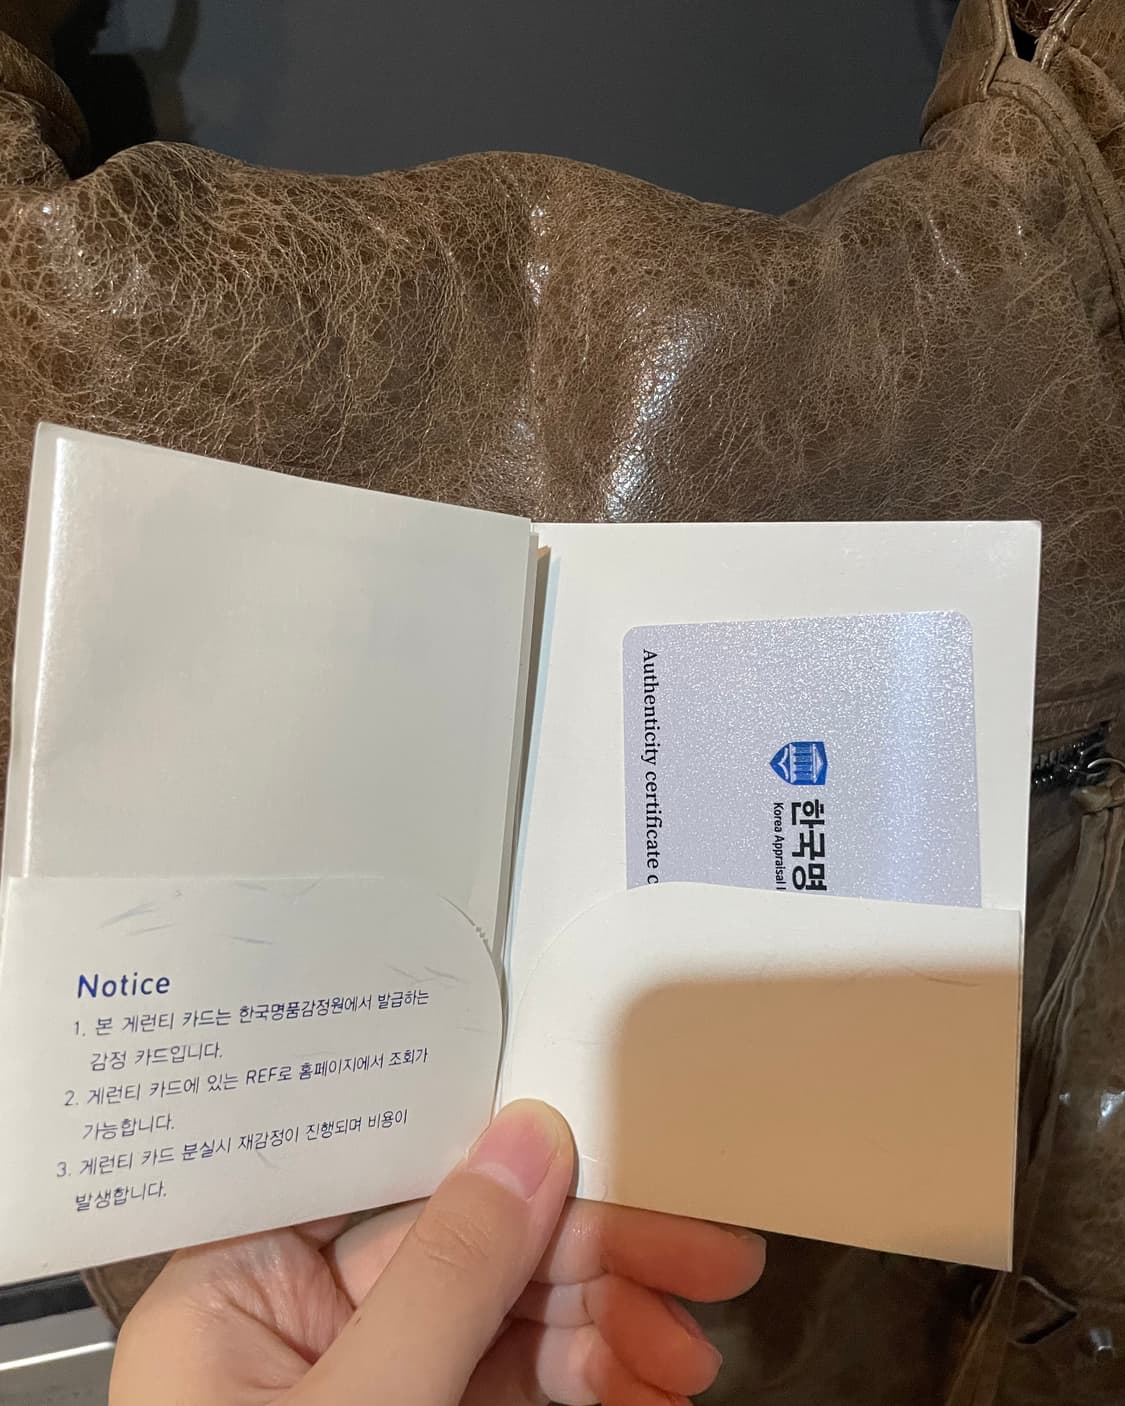 Notice
1. 본 게런티 카드는 한국명품감정원에서 발급하는
감정 카드입니다.
2. 게런티 카드에 있는 REF로 홈페이지에서 조회가
가능합니다.
3. 게런티 카드 분실시 재감정이 진행되며 비용이
발생합니다.
한국명
Korea Appraisal
Authenticity certificate c